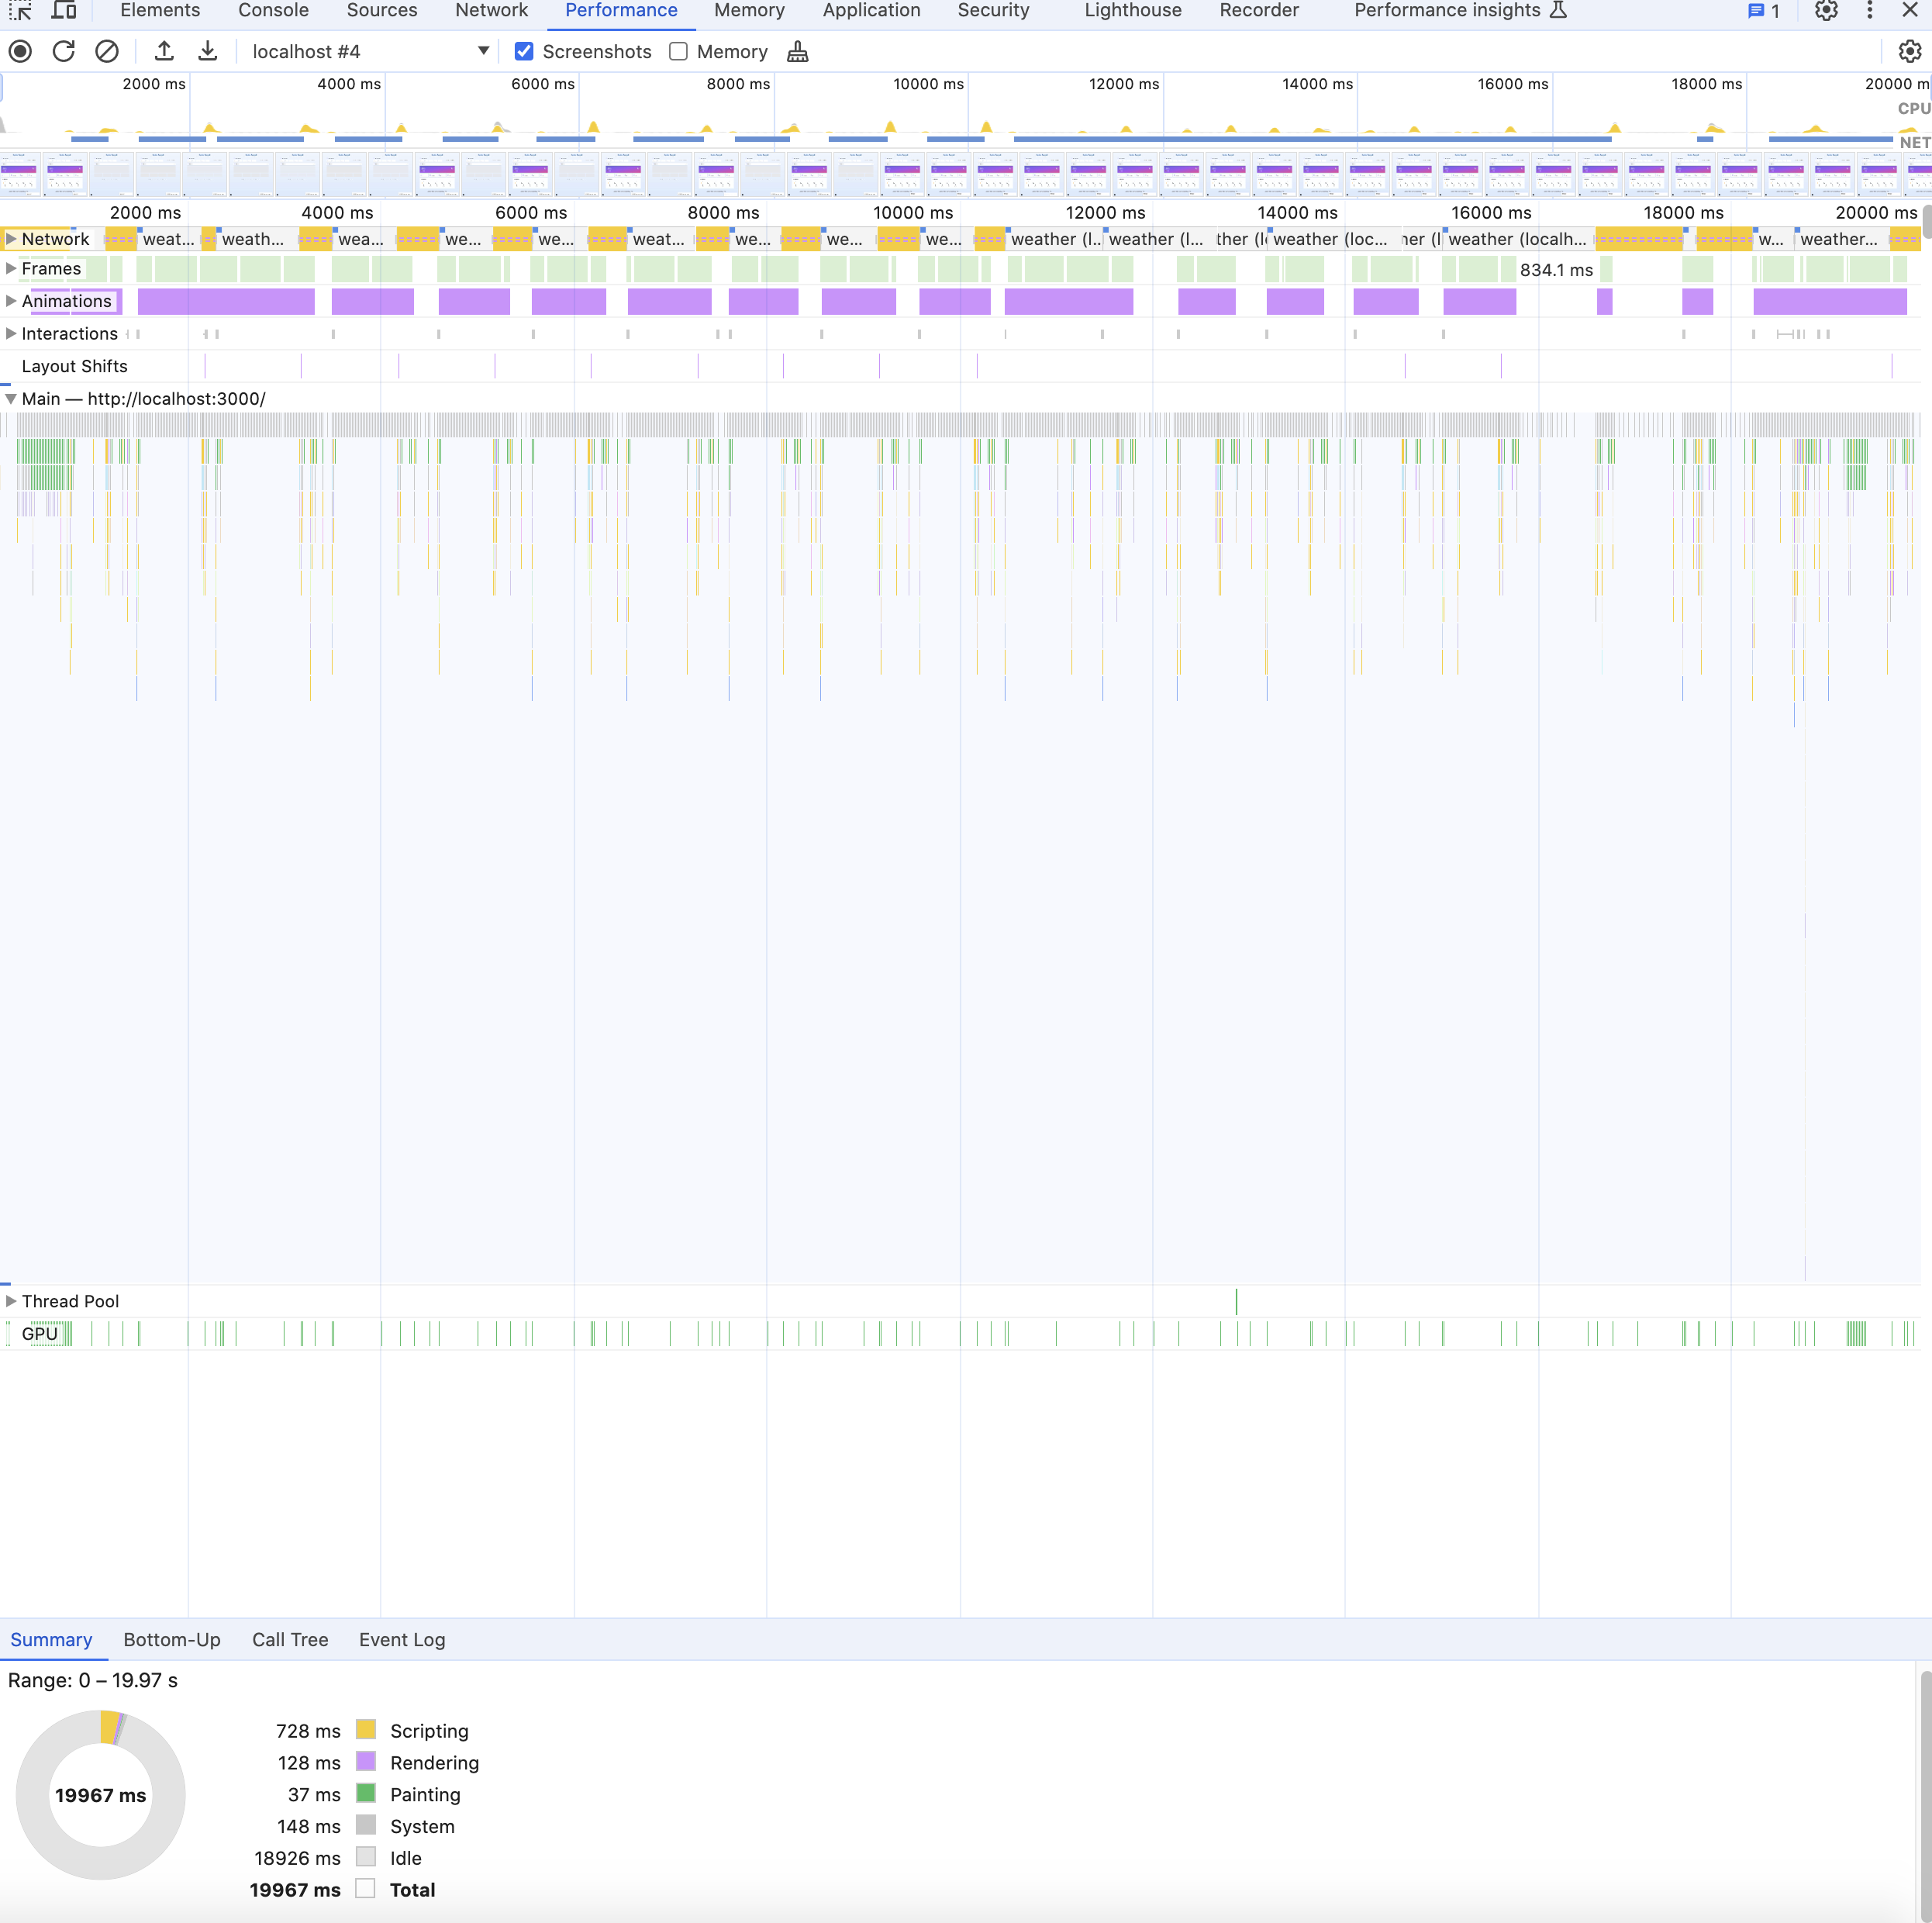 Elements Console Sources Network Performance Memory Application Security Lighthouse Recorder Performance insights 1
localhost #4 Screenshots Memory
2000 ms 4000 ms 6000 ms 8000 ms 10000 ms 12000 ms 14000 ms 16000 ms 18000 ms 20000 m
CPU
NET
2000 ms 4000 ms 6000 ms 8000 ms 10000 ms 12000 ms 14000 ms 16000 ms 18000 ms 20000 ms
Network weat... weath... wea... we... we... weat... we... we... we... weather (l... weather (l... ther (l weather (loc... ner (l weather (localh... w... weather...
Frames 834.1 ms
Animations
Interactions
Layout Shifts
Main — http://localhost:3000/
Thread Pool
GPU
Summary Bottom-Up Call Tree Event Log
Range: 0 – 19.97 s
19967 ms
728 ms Scripting
128 ms Rendering
37 ms Painting
148 ms System
18926 ms Idle
19967 ms Total